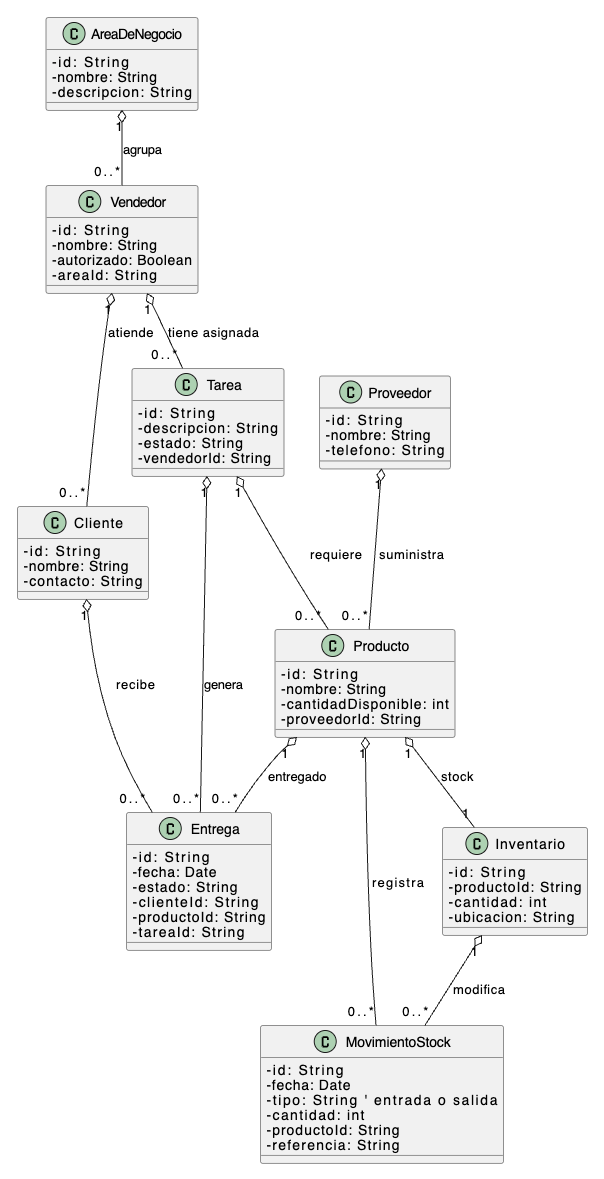 C AreaDeNegocio
-id: String
-nombre: String
-descripcion: String
1
agrupa
0..*
C Vendedor
-id: String
-nombre: String
-autorizado: Boolean
-areaId: String
1
1
atiende
tiene asignada
0..*
C Tarea
-id: String
-descripcion: String
-estado: String
-vendedorId: String
C Proveedor
-id: String
-nombre: String
-telefono: String
1
1
1
0..*
C Cliente
-id: String
-nombre: String
-contacto: String
requiere
suministra
1
0..*
0..*
C Producto
-id: String
-nombre: String
-cantidadDisponible: int
-proveedorId: String
recibe
genera
1
1
1
entregado
stock
0..*
0..*
0..*
1
C Entrega
-id: String
-fecha: Date
-estado: String
-clienteId: String
-productoId: String
-tareaId: String
C Inventario
-id: String
-productoId: String
-cantidad: int
-ubicacion: String
registra
1
modifica
0..*
0..*
C MovimientoStock
-id: String
-fecha: Date
-tipo: String ' entrada o salida
-cantidad: int
-productoId: String
-referencia: String